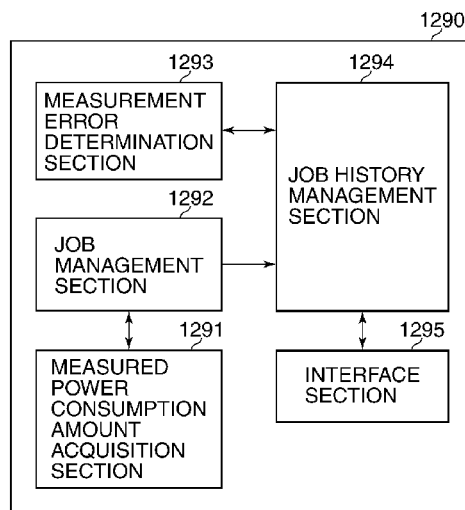 1290
1293
MEASUREMENT
ERROR
DETERMINATION
SECTION
1294
JOB HISTORY
MANAGEMENT
SECTION
1292
JOB
MANAGEMENT
SECTION
1291
MEASURED
POWER
CONSUMPTION
AMOUNT
ACQUISITION
SECTION
1295
INTERFACE
SECTION